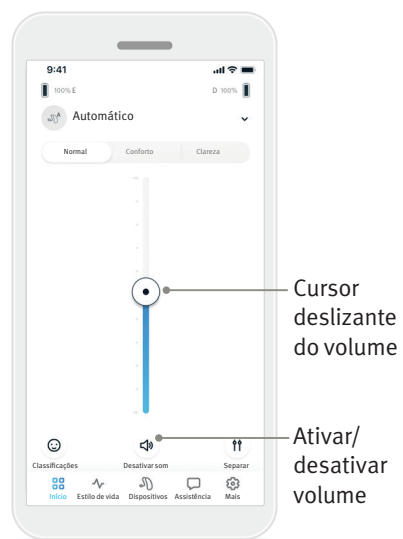 9:41
100% E
D 100%
Automático
Normal Conforto Clareza
Cursor
deslizante
do volume
Ativar/
desativar
volume
Classificações Desativar som Separar
Início Estilo de vida Dispositivos Assistência Mais